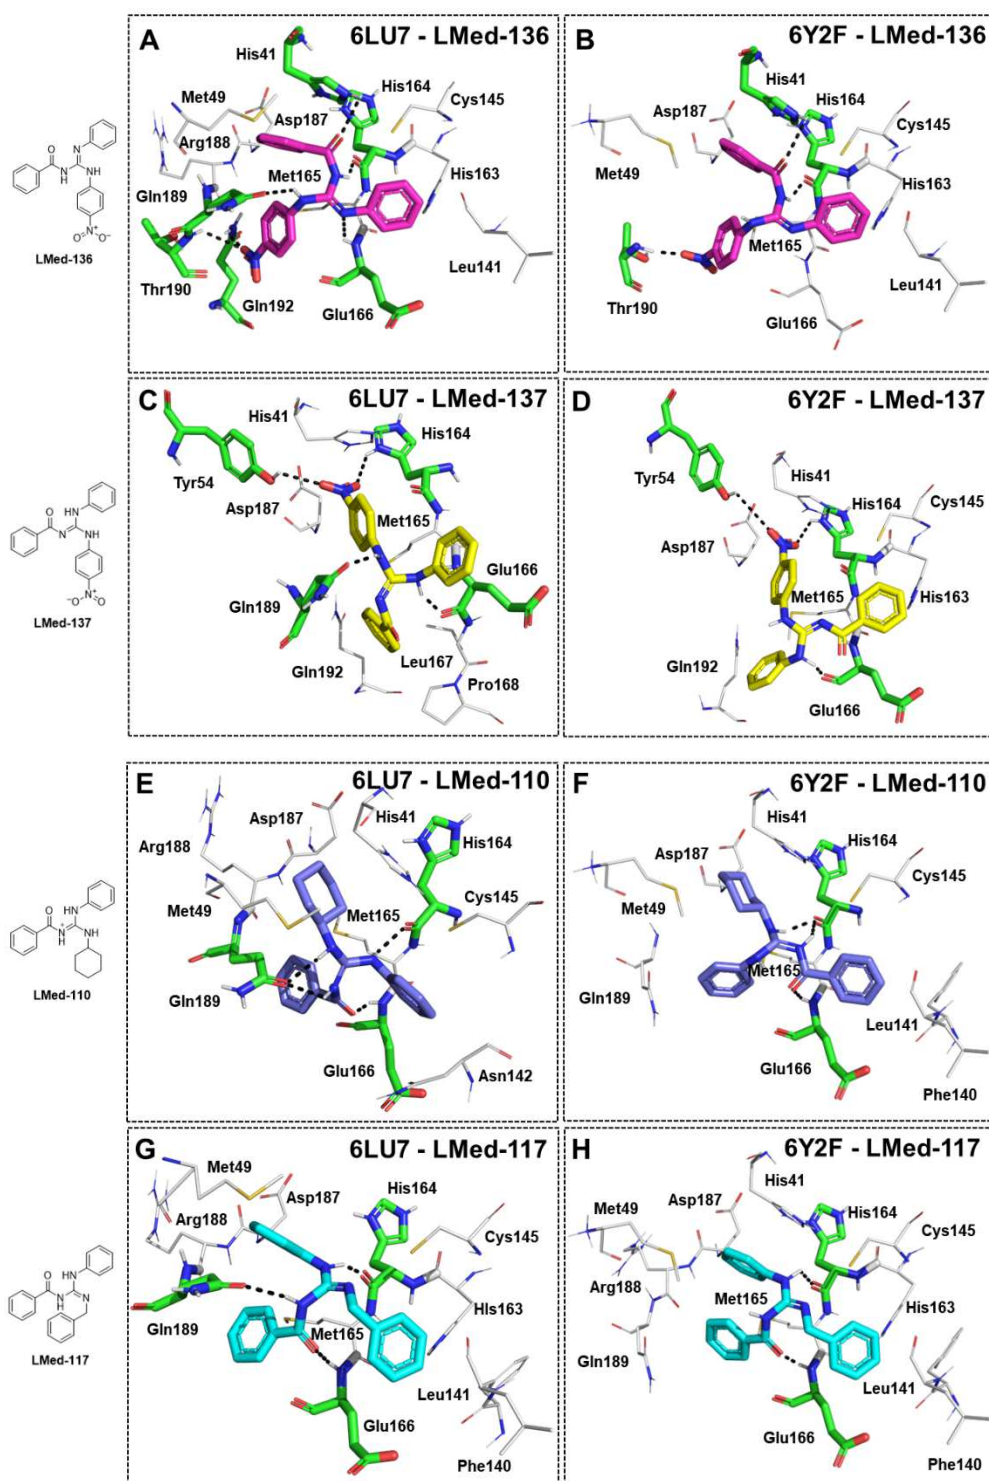 A
6LU7 - LMed-136
His41
His164
Met49
Cys145
Asp187
Arg188
Met165
His163
Gln189
Leu141
Thr190
Gln192
Glu166
B
6Y2F - LMed-136
His41
His164
Asp187
Cys145
Met49
His163
Met165
Leu141
Thr190
Glu166
N
O
N
H
NH
N+
-O
O
O-
LMed-136
C
6LU7 - LMed-137
His41
His164
Tyr54
Asp187
Met165
Glu166
Gln189
Leu167
Gln192
Pro168
D
6Y2F - LMed-137
Tyr54
His41
His164
Cys145
Asp187
Met165
His163
Gln192
Glu166
O
HN
N
NH
N+
-O
O
LMed-137
E
6LU7 - LMed-110
Asp187
His41
Arg188
His164
Met49
Cys145
Met165
Gln189
Glu166
Asn142
F
6Y2F - LMed-110
His41
His164
Asp187
Cys145
Met49
Met165
Gln189
Leu141
Glu166
Phe140
O
HN
N
H
NH
LMed-110
G
6LU7 - LMed-117
Met49
His164
Asp187
Arg188
Cys145
HIs163
Gln189
Met165
Leu141
Glu166
Phe140
H
6Y2F - LMed-117
His41
Asp187
His164
Met49
Cys145
Arg188
Met165
His163
Gln189
Leu141
Glu166
Phe140
O
HN
N
H
N
LMed-117